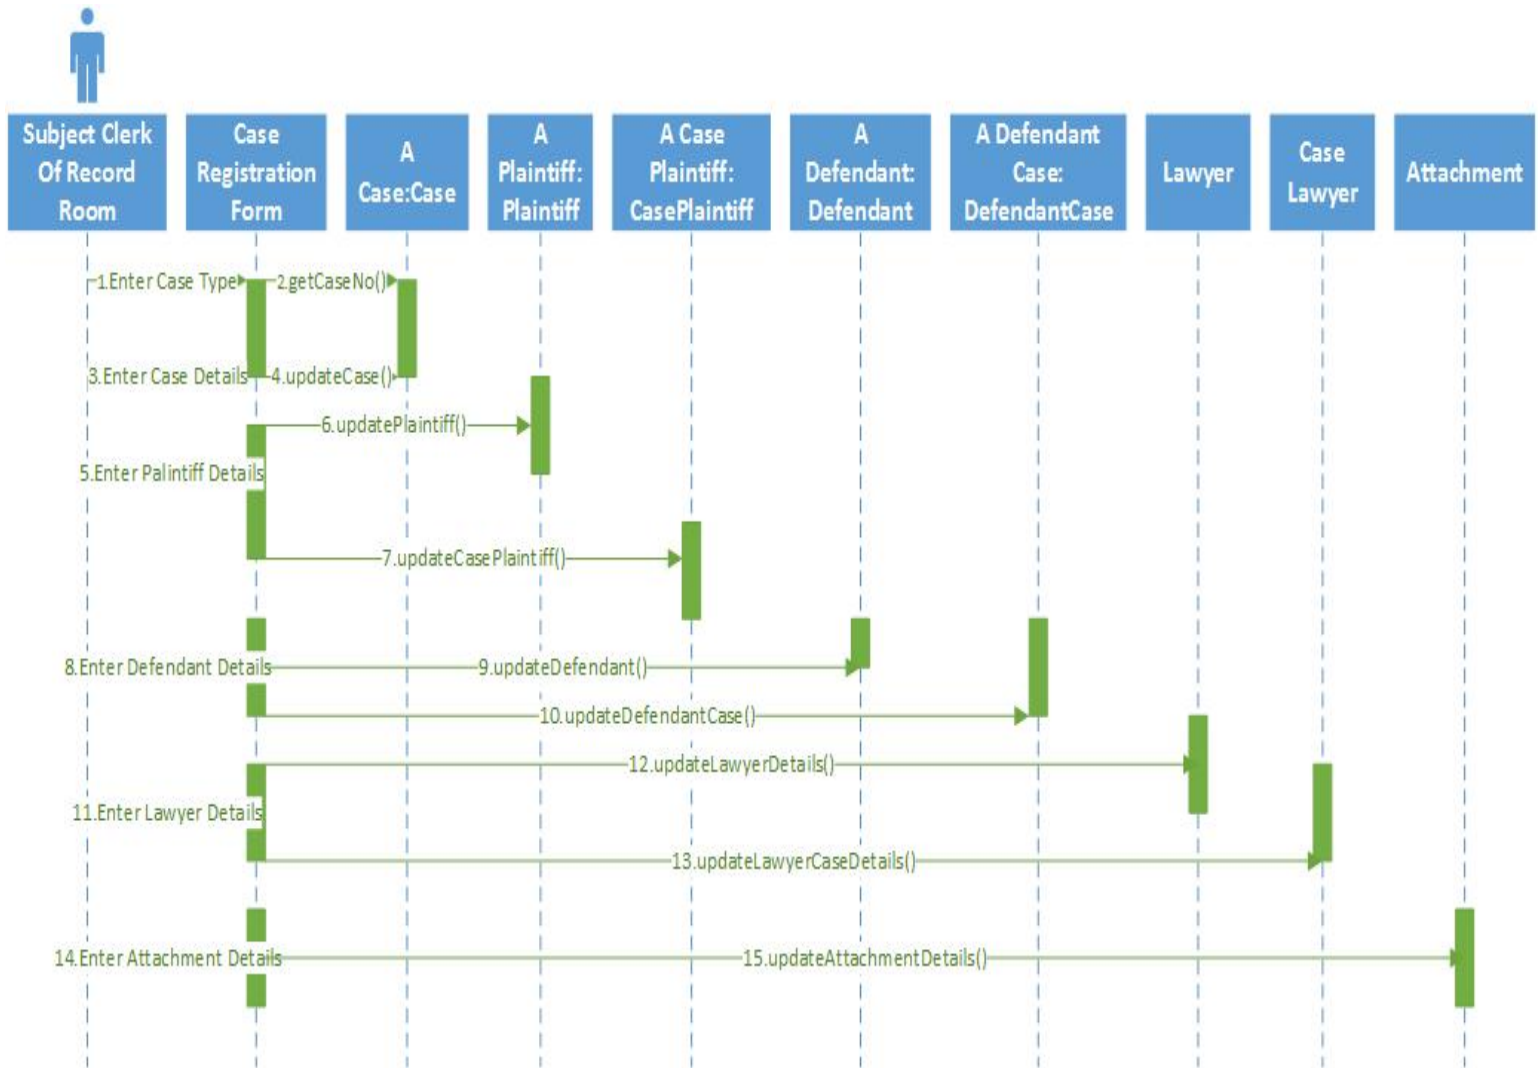 Subject Clerk
Of Record
Room
Case
Registration
Form
A
Case:Case
A
Plaintiff:
Plaintiff
A Case
Plaintiff:
CasePlaintiff
A
Defendant:
Defendant
A Defendant
Case:
DefendantCase
Lawyer
Case
Lawyer
Attachment
1.Enter Case Type
2.getCaseNo()
3.Enter Case Details
4.updateCase()
6.updatePlaintiff()
5.Enter Palintiff Details
7.updateCasePlaintiff()
8.Enter Defendant Details
9.updateDefendant()
10.updateDefendantCase()
12.updateLawyerDetails()
11.Enter Lawyer Details
13.updateLawyerCaseDetails()
14.Enter Attachment Details
15.updateAttachmentDetails()